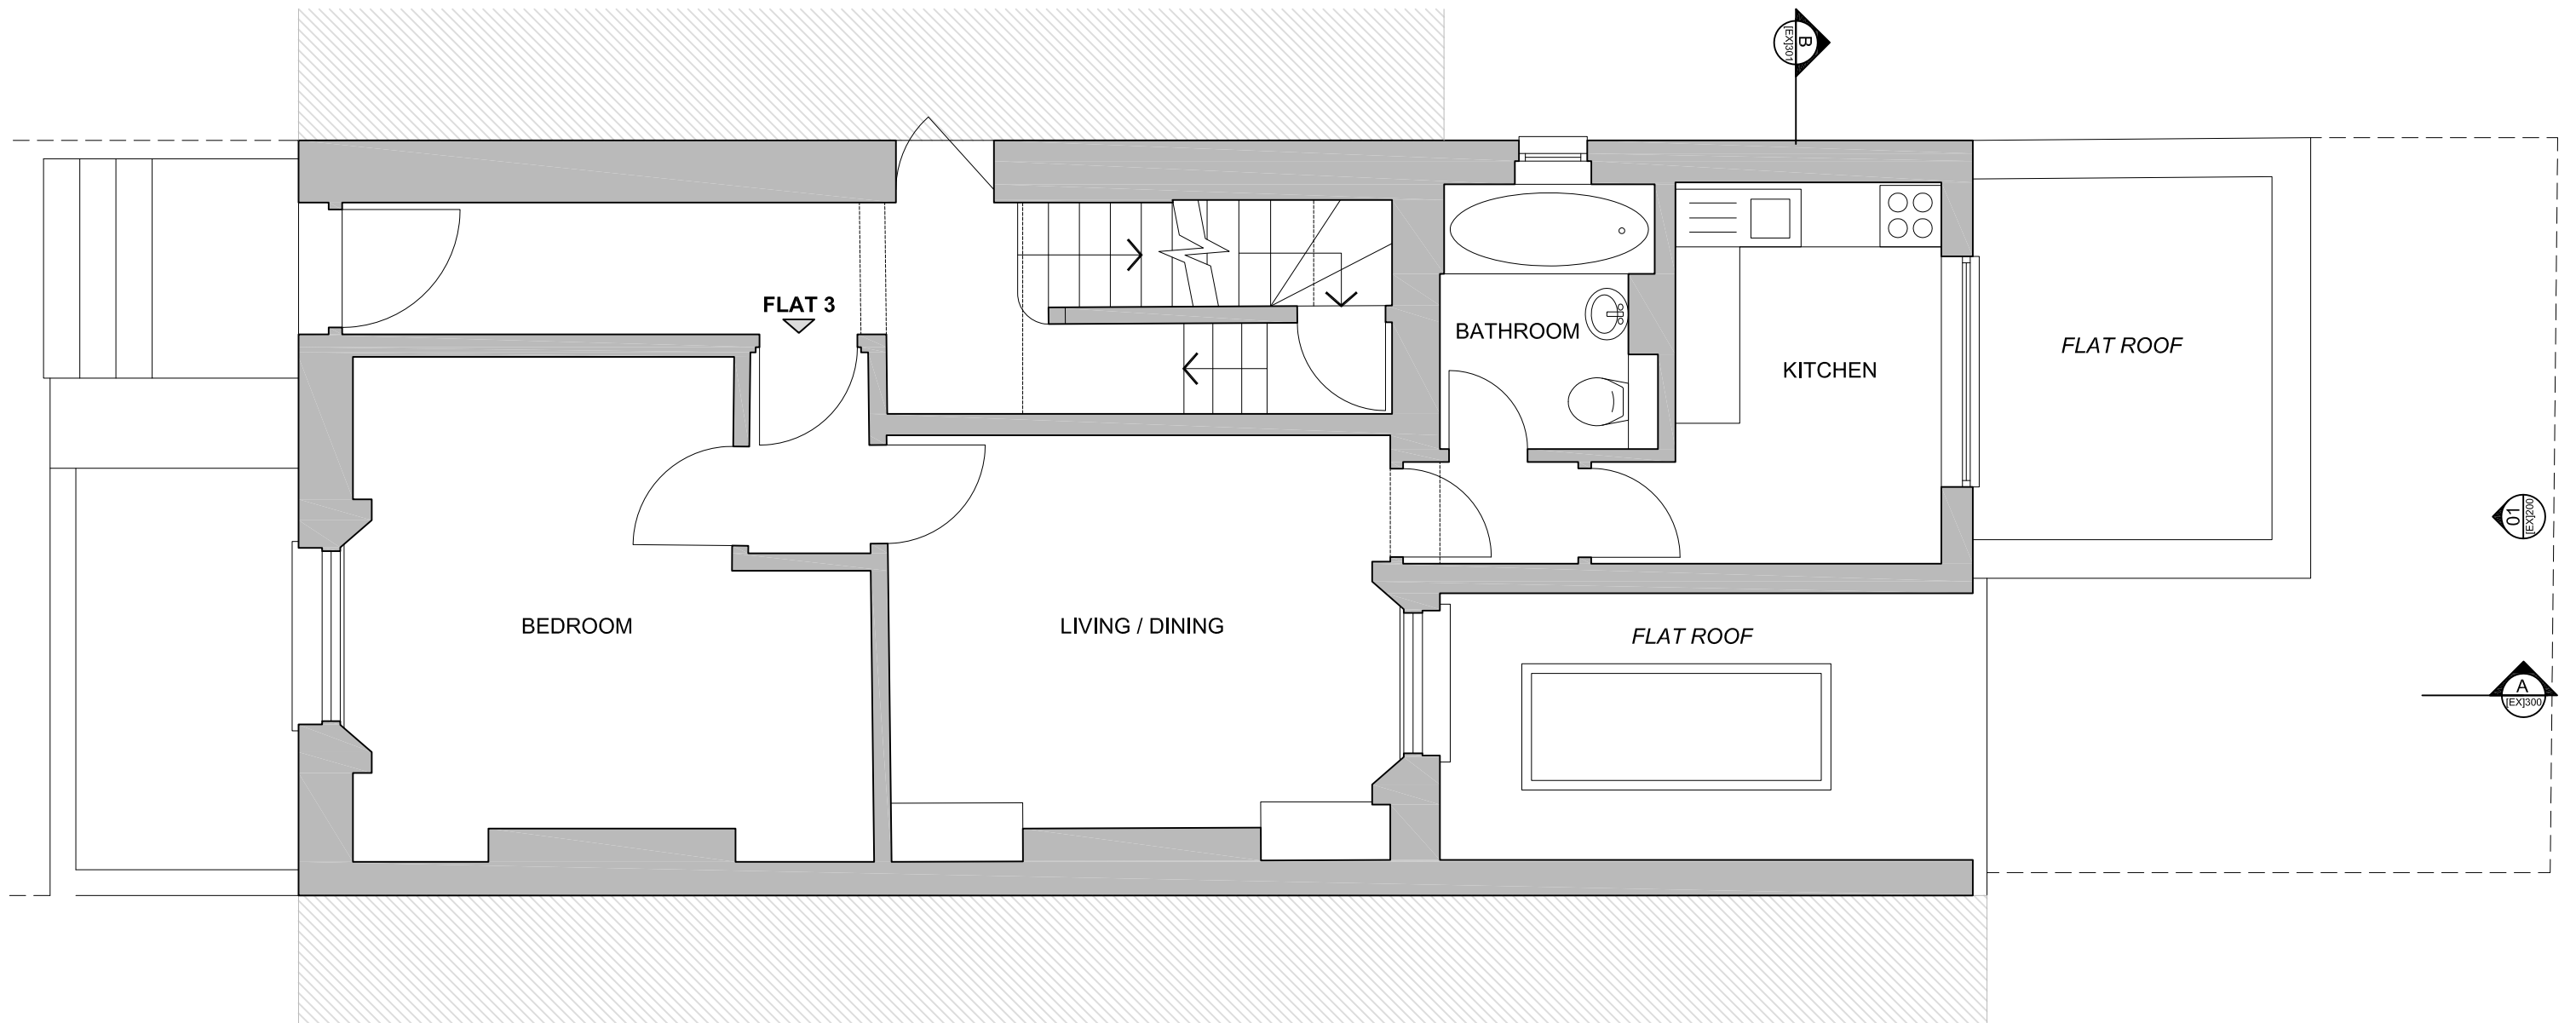 B
[EX]301
FLAT 3
BATHROOM
FLAT ROOF
KITCHEN
01
[EX]200
BEDROOM
LIVING / DINING
FLAT ROOF
A
[EX]300